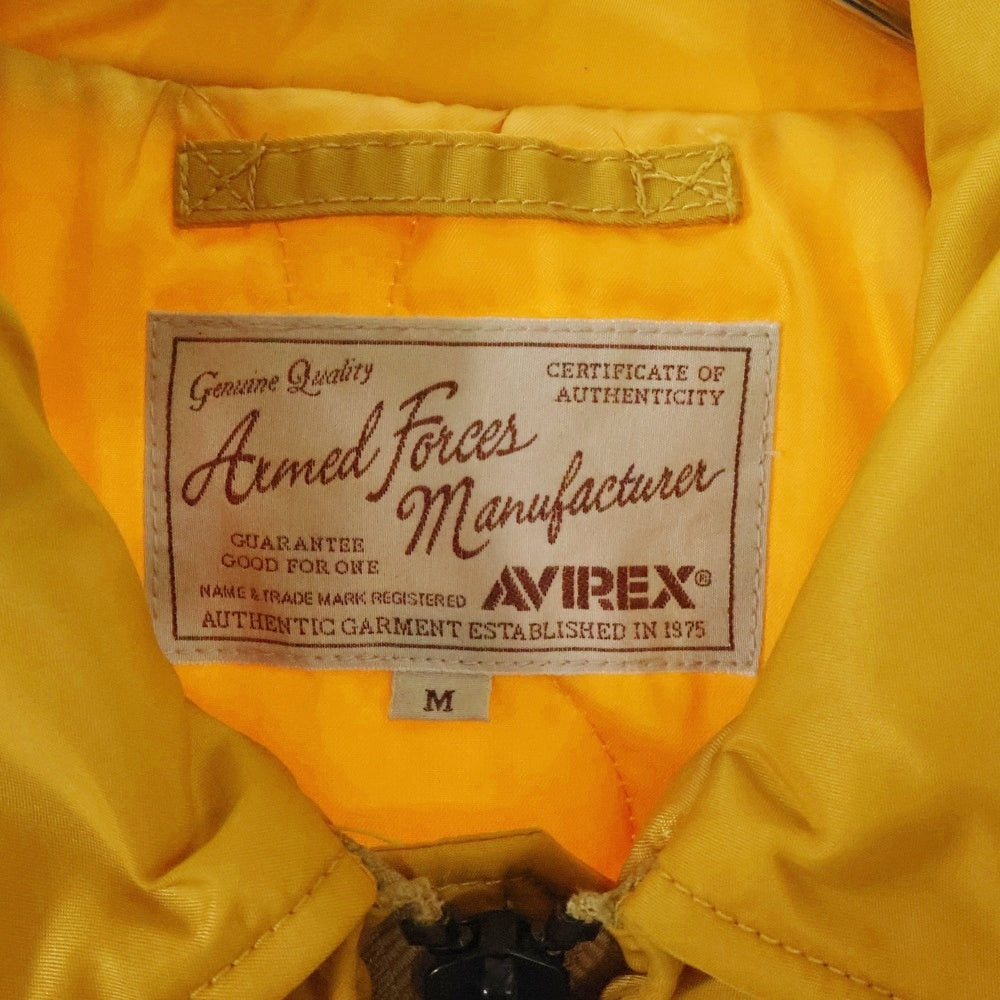 Genuine Quality
CERTIFICATE OF
AUTHENTICITY
Armed Forces
Manufacturer
GUARANTEE
GOOD FOR ONE
NAME & TRADE MARK REGISTERED
AVIREX®
AUTHENTIC GARMENT ESTABLISHED IN 1975
M